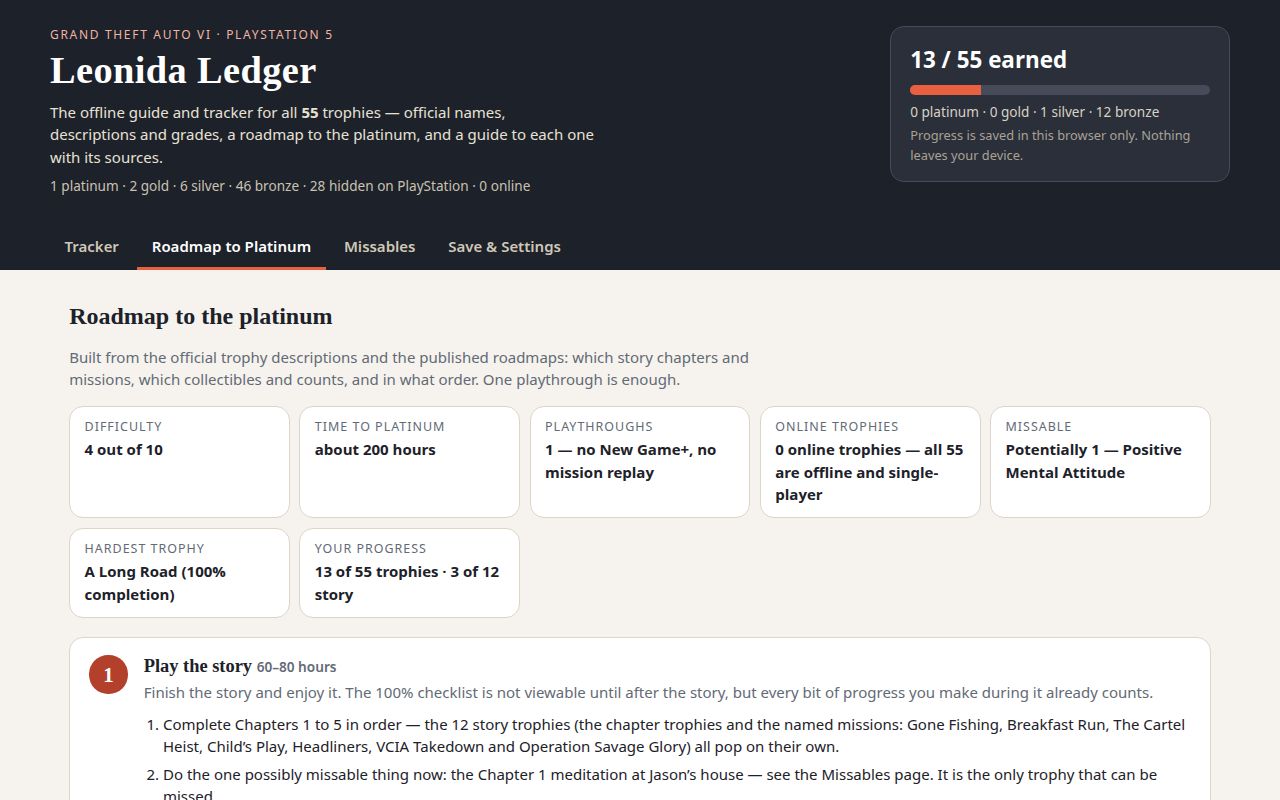 GRAND THEFT AUTO VI · PLAYSTATION 5
Leonida Ledger
The offline guide and tracker for all 55 trophies — official names,
descriptions and grades, a roadmap to the platinum, and a guide to each one
with its sources.
1 platinum · 2 gold · 6 silver · 46 bronze · 28 hidden on PlayStation · 0 online
13 / 55 earned
0 platinum · 0 gold · 1 silver · 12 bronze
Progress is saved in this browser only. Nothing
leaves your device.
Tracker
Roadmap to Platinum
Missables
Save & Settings
Roadmap to the platinum
Built from the official trophy descriptions and the published roadmaps: which story chapters and
missions, which collectibles and counts, and in what order. One playthrough is enough.
DIFFICULTY
4 out of 10
TIME TO PLATINUM
about 200 hours
PLAYTHROUGHS
1 — no New Game+, no
mission replay
ONLINE TROPHIES
0 online trophies — all 55
are offline and single-
player
MISSABLE
Potentially 1 — Positive
Mental Attitude
HARDEST TROPHY
A Long Road (100%
completion)
YOUR PROGRESS
13 of 55 trophies · 3 of 12
story
1
Play the story 60–80 hours
Finish the story and enjoy it. The 100% checklist is not viewable until after the story, but every bit of progress you make during it already counts.
1. Complete Chapters 1 to 5 in order — the 12 story trophies (the chapter trophies and the named missions: Gone Fishing, Breakfast Run, The Cartel
Heist, Child’s Play, Headliners, VCIA Takedown and Operation Savage Glory) all pop on their own.
2. Do the one possibly missable thing now: the Chapter 1 meditation at Jason’s house — see the Missables page. It is the only trophy that can be
missed.